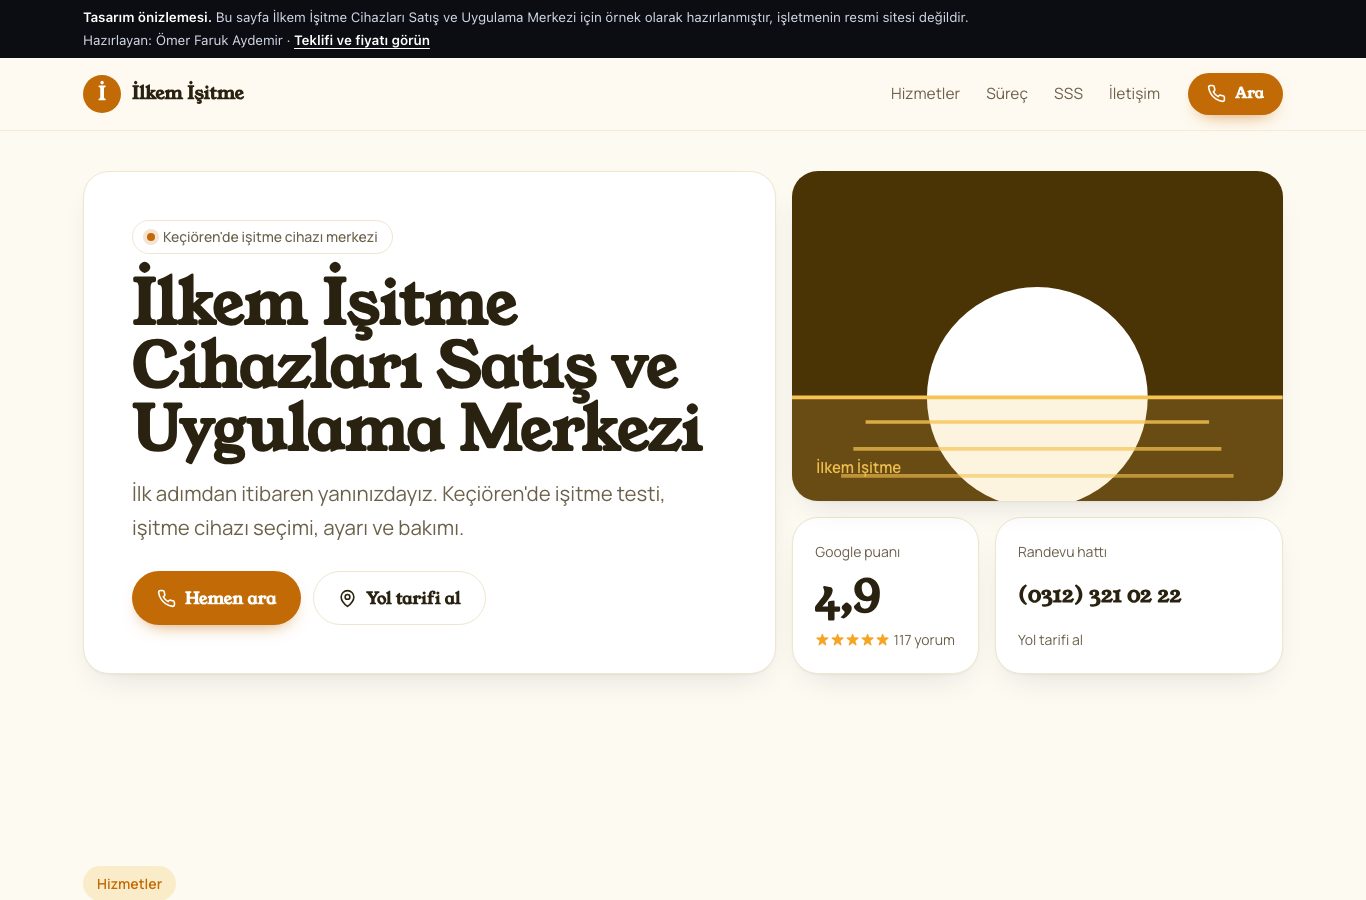 Tasarım önizlemesi. Bu sayfa İlkem İşitme Cihazları Satış ve Uygulama Merkezi için örnek olarak hazırlanmıştır, işletmenin resmi sitesi değildir.
Hazırlayan: Ömer Faruk Aydemir · Teklifi ve fiyatı görün
İ İlkem İşitme
Hizmetler Süreç SSS İletişim Ara
Keçiören'de işitme cihazı merkezi
İlkem İşitme
Cihazları Satış ve
Uygulama Merkezi
İlk adımdan itibaren yanınızdayız. Keçiören'de işitme testi,
işitme cihazı seçimi, ayarı ve bakımı.
Hemen ara Yol tarifi al
İlkem İşitme
Google puanı
4,9
117 yorum
Randevu hattı
(0312) 321 02 22
Yol tarifi al
Hizmetler